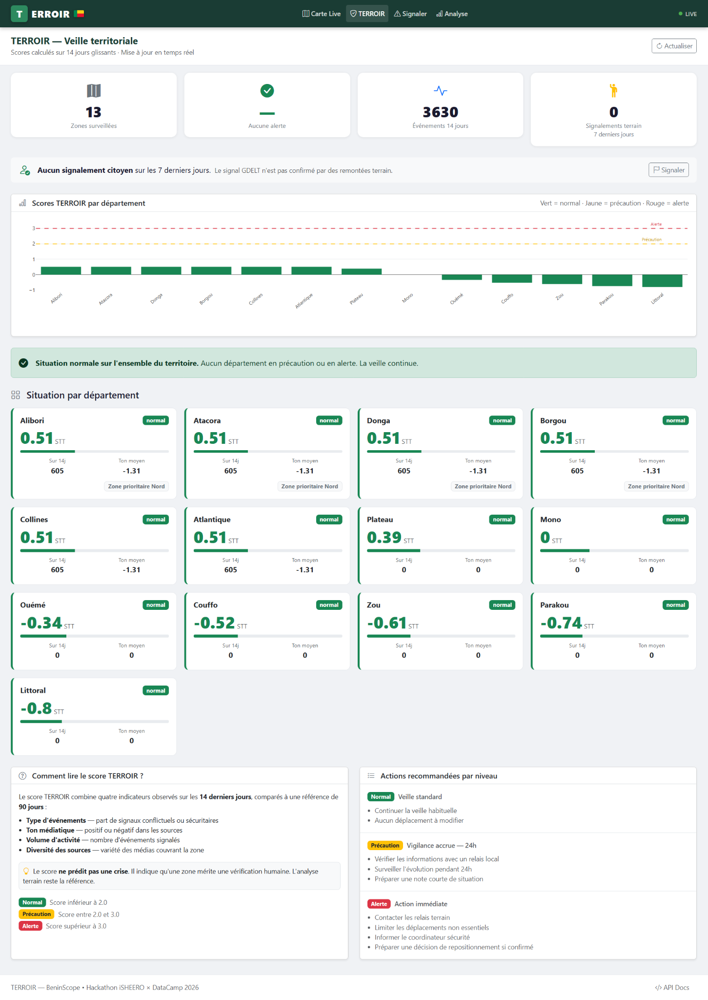 T ERROIR
Carte Live TERROIR Signaler Analyse
LIVE
TERROIR — Veille territoriale
Scores calculés sur 14 jours glissants · Mise à jour en temps réel
Actualiser
13
Zones surveillées
—
Aucune alerte
3630
Événements 14 jours
0
Signalements terrain
7 derniers jours
Aucun signalement citoyen sur les 7 derniers jours. Le signal GDELT n'est pas confirmé par des remontées terrain.
Signaler
Scores TERROIR par département
Vert = normal · Jaune = précaution · Rouge = alerte
3
Alerte
2
Précaution
1
0
−1
Alibori Atacora Donga Borgou Collines Atlantique Plateau Mono Ouémé Couffo Zou Parakou Littoral
Situation normale sur l'ensemble du territoire. Aucun département en précaution ou en alerte. La veille continue.
Situation par département
Alibori normal
0.51 STT
Sur 14j Ton moyen
605 -1.31
Zone prioritaire Nord
Atacora normal
0.51 STT
Sur 14j Ton moyen
605 -1.31
Zone prioritaire Nord
Donga normal
0.51 STT
Sur 14j Ton moyen
605 -1.31
Zone prioritaire Nord
Borgou normal
0.51 STT
Sur 14j Ton moyen
605 -1.31
Zone prioritaire Nord
Collines normal
0.51 STT
Sur 14j Ton moyen
605 -1.31
Atlantique normal
0.51 STT
Sur 14j Ton moyen
605 -1.31
Plateau normal
0.39 STT
Sur 14j Ton moyen
0 0
Mono normal
0 STT
Sur 14j Ton moyen
0 0
Ouémé normal
-0.34 STT
Sur 14j Ton moyen
0 0
Couffo normal
-0.52 STT
Sur 14j Ton moyen
0 0
Zou normal
-0.61 STT
Sur 14j Ton moyen
0 0
Parakou normal
-0.74 STT
Sur 14j Ton moyen
0 0
Littoral normal
-0.8 STT
Sur 14j Ton moyen
0 0
Comment lire le score TERROIR ?
Le score TERROIR combine quatre indicateurs observés sur les 14 derniers jours, comparés à une référence de
90 jours :
• Type d'événements — part de signaux conflictuels ou sécuritaires
• Ton médiatique — positif ou négatif dans les sources
• Volume d'activité — nombre d'événements signalés
• Diversité des sources — variété des médias couvrant la zone
Le score ne prédit pas une crise. Il indique qu'une zone mérite une vérification humaine. L'analyse
terrain reste la référence.
Normal Score inférieur à 2.0
Précaution Score entre 2.0 et 3.0
Alerte Score supérieur à 3.0
Actions recommandées par niveau
Normal Veille standard
• Continuer la veille habituelle
• Aucun déplacement à modifier
Précaution Vigilance accrue — 24h
• Vérifier les informations avec un relais local
• Surveiller l'évolution pendant 24h
• Préparer une note courte de situation
Alerte Action immédiate
• Contacter les relais terrain
• Limiter les déplacements non essentiels
• Informer le coordinateur sécurité
• Préparer une décision de repositionnement si confirmé
TERROIR — BeninScope • Hackathon iSHEERO × DataCamp 2026
</> API Docs